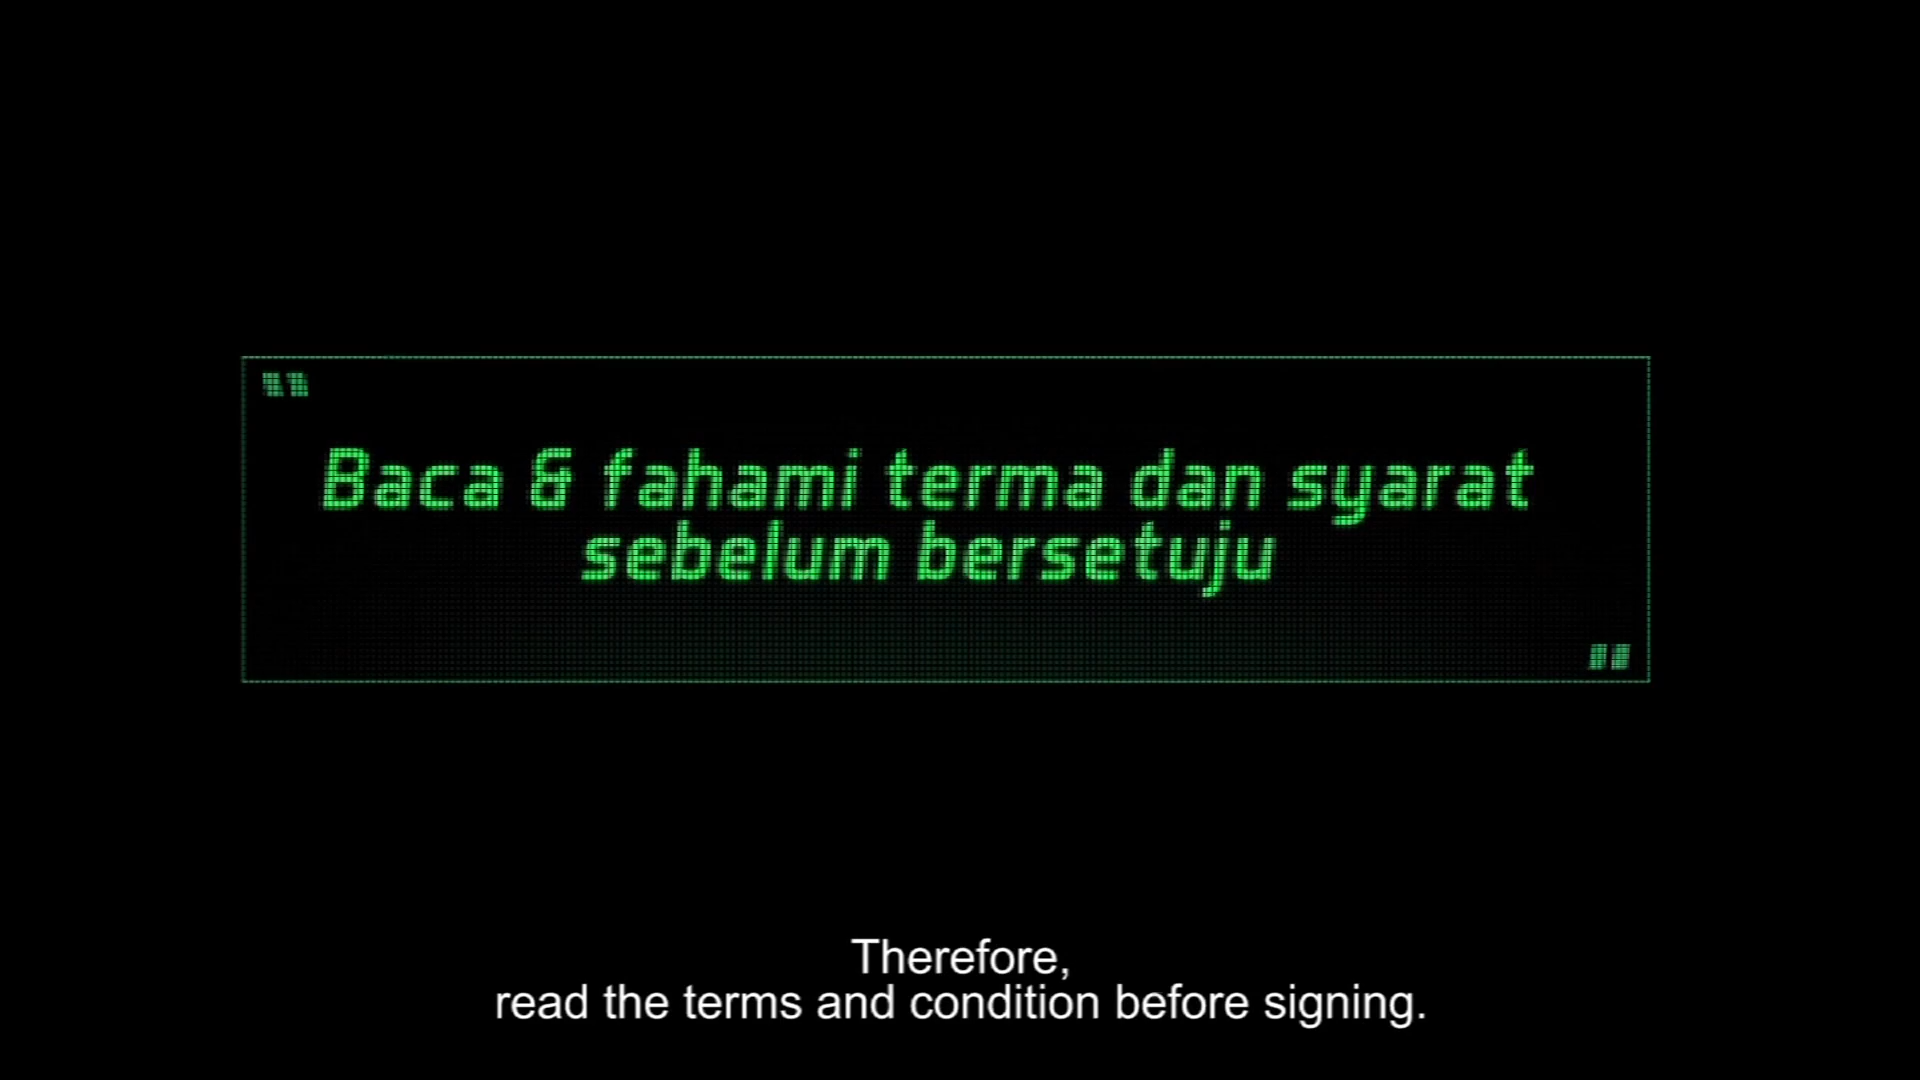 "
Baca & fahami terma dan syarat
sebelum bersetuju
"
Therefore,
read the terms and condition before signing.